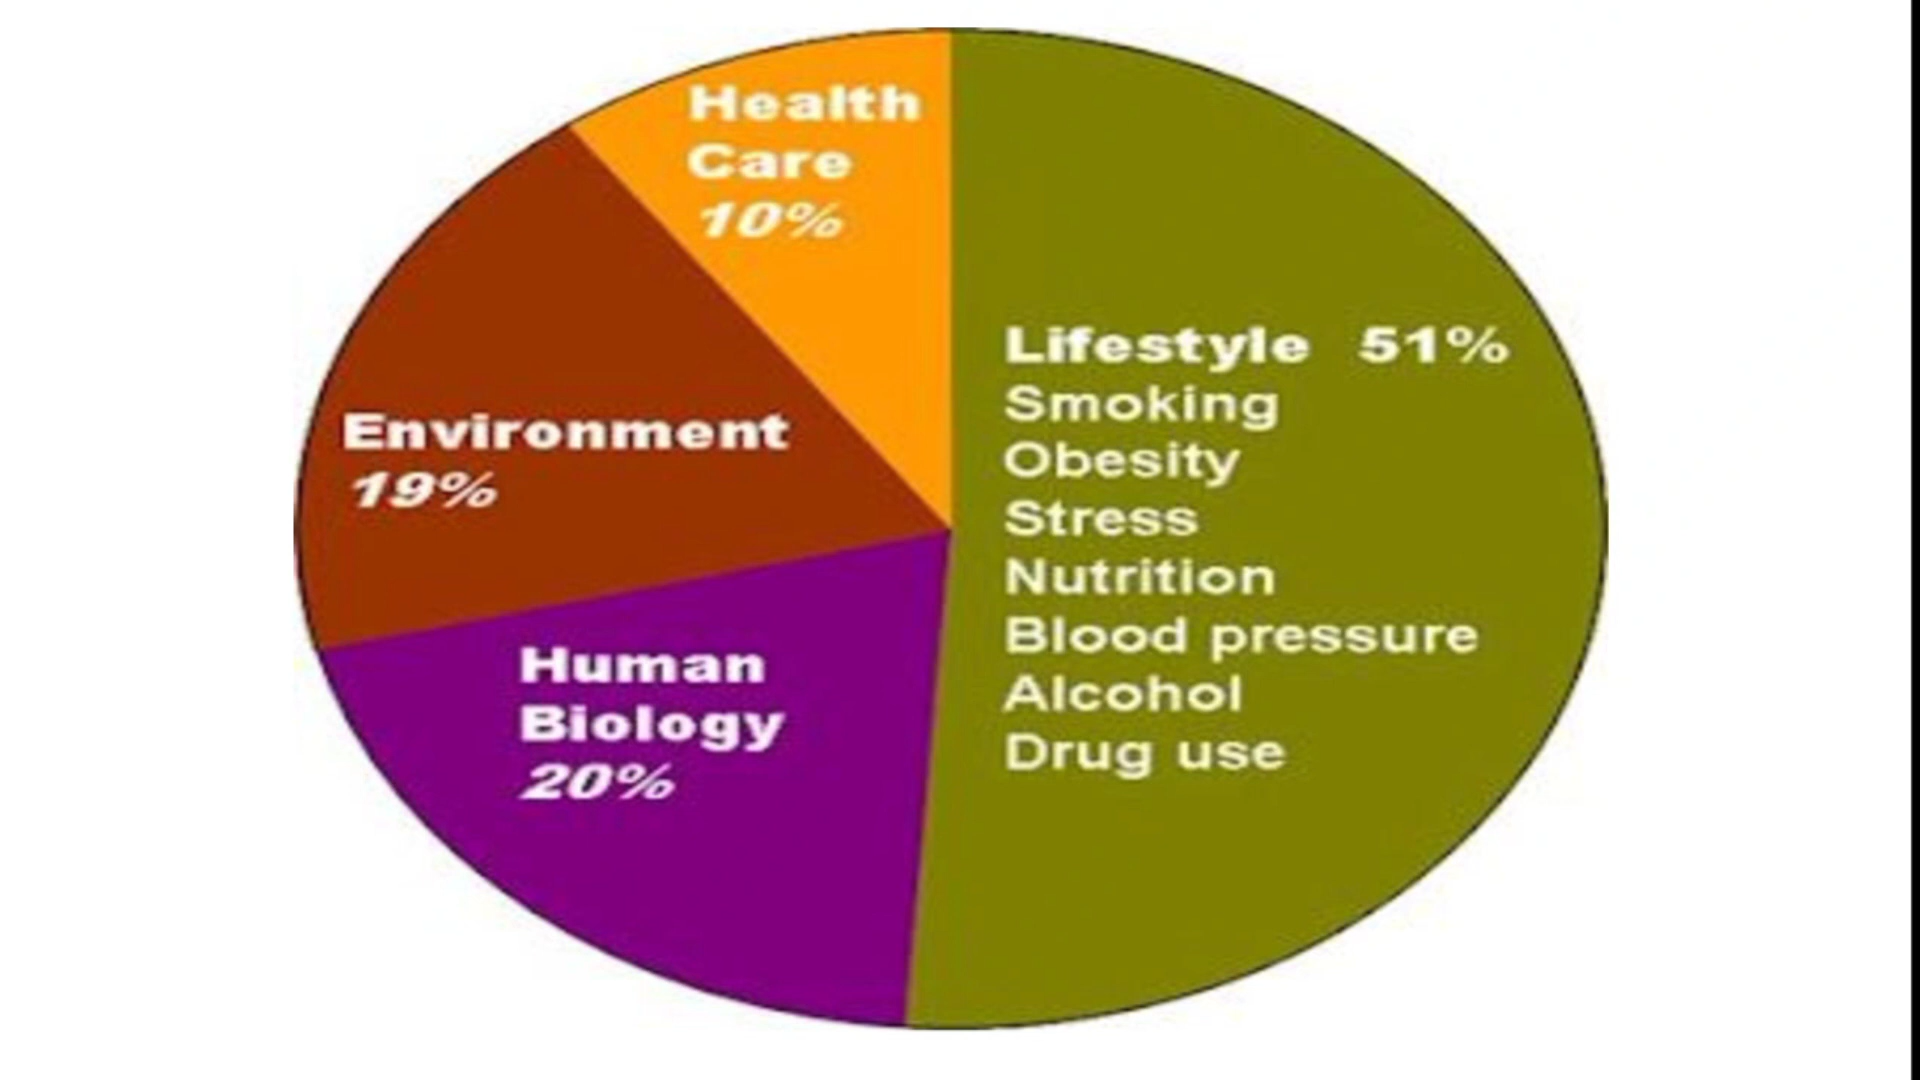 Health
Care
10%
Lifestyle 51%
Smoking
Obesity
Stress
Nutrition
Blood pressure
Alcohol
Drug use
Environment
19%
Human
Biology
20%